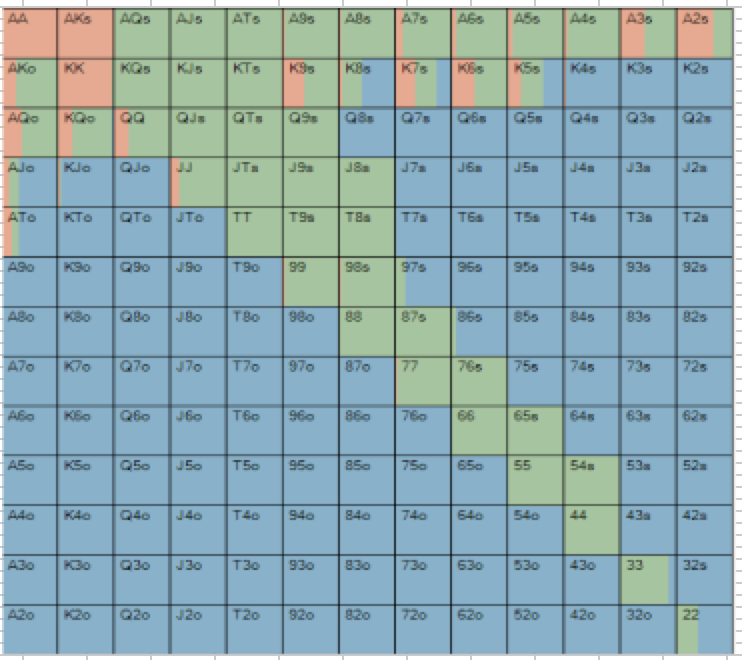 AA AKs AQs AJs ATs A9s A8s A7s A6s A5s A4s A3s A2s
AKo KK KQs KJs KTs K9s K8s K7s K6s K5s K4s K3s K2s
AQo KQo QQ QJs QTs Q9s Q8s Q7s Q6s Q5s Q4s Q3s Q2s
AJo KJo QJo JJ JTs J9s J8s J7s J6s J5s J4s J3s J2s
ATo KTo QTo JTo TT T9s T8s T7s T6s T5s T4s T3s T2s
A9o K9o Q9o J9o T9o 99 98s 97s 96s 95s 94s 93s 92s
A8o K8o Q8o J8o T8o 98o 88 87s 86s 85s 84s 83s 82s
A7o K7o Q7o J7o T7o 97o 87o 77 76s 75s 74s 73s 72s
A6o K6o Q6o J6o T6o 96o 86o 76o 66 65s 64s 63s 62s
A5o K5o Q5o J5o T5o 95o 85o 75o 65o 55 54s 53s 52s
A4o K4o Q4o J4o T4o 94o 84o 74o 64o 54o 44 43s 42s
A3o K3o Q3o J3o T3o 93o 83o 73o 63o 53o 43o 33 32s
A2o K2o Q2o J2o T2o 92o 82o 72o 62o 52o 42o 32o 22